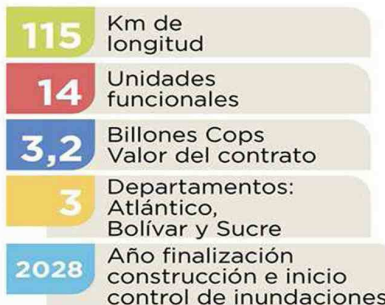 115 Km de
longitud
14 Unidades
funcionales
3,2 Billones Cops
Valor del contrato
3 Departamentos:
Atlántico,
Bolívar y Sucre
2028 Año finalización
construcción e inicio
control de inundaciones